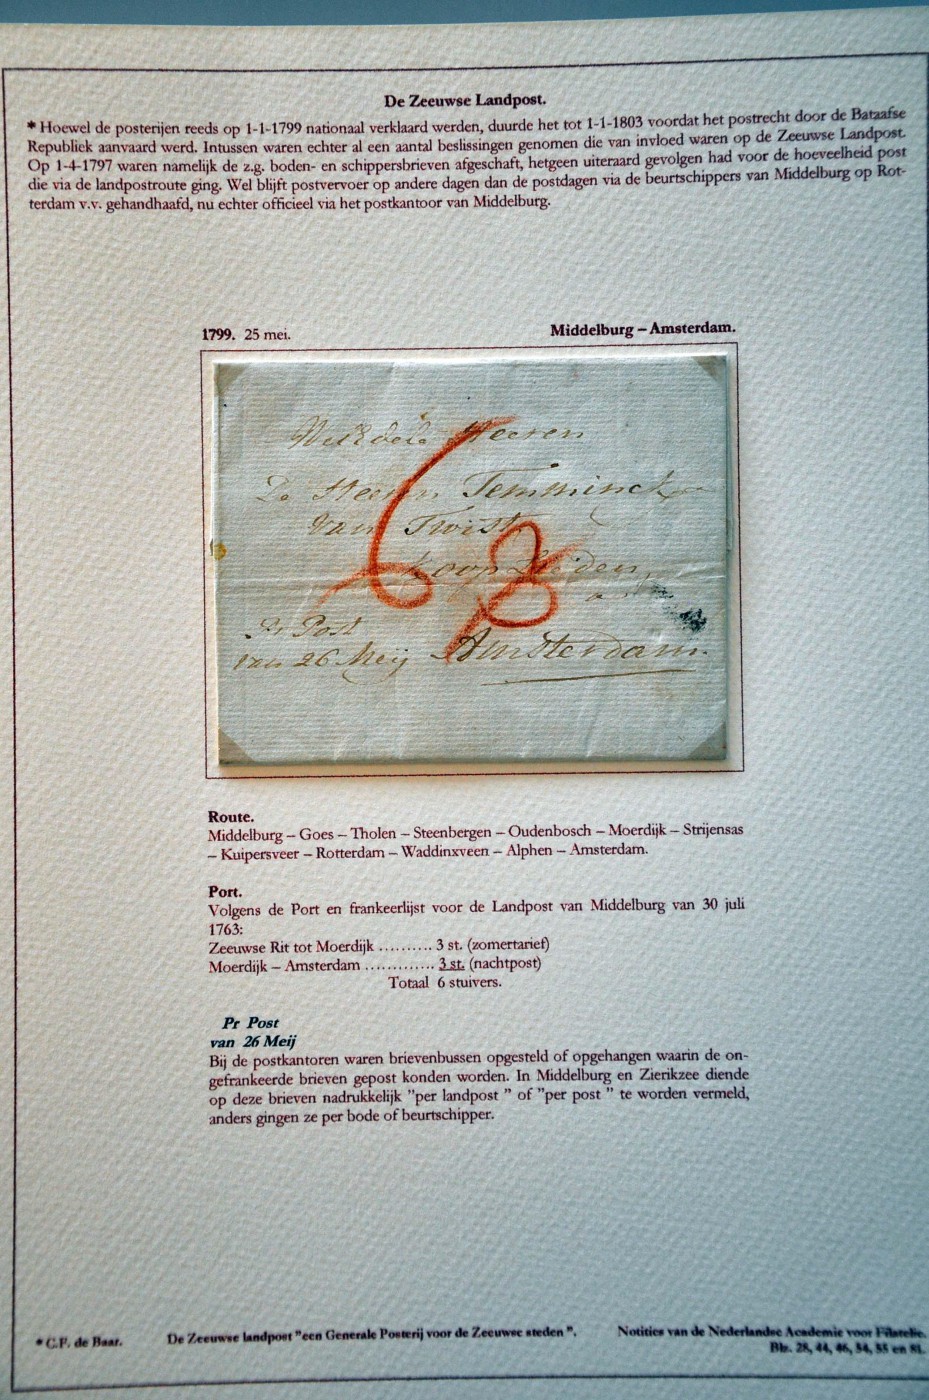 De Zeeuwse Landpost.
* Hoewel de posterijen reeds op 1-1-1799 nationaal verklaard werden, duurde het tot 1-1-1803 voordat het postrecht door de Bataafse
Republiek aanvaard werd. Intussen waren echter al een aantal beslissingen genomen die van invloed waren op de Zeeuwse Landpost.
Op 1-4-1797 waren namelijk de z.g. boden- en schippersbrieven afgeschaft, hetgeen uiteraard gevolgen had voor de hoeveelheid post
die via de landpostroute ging. Wel blijft postvervoer op andere dagen dan de postdagen via de beurtschippers van Middelburg op Rot-
terdam v.v. gehandhaafd, nu echter officieel via het postkantoor van Middelburg.
1799. 25 mei. Middelburg – Amsterdam.
Heeren
De Heeren Temminck
Van Twist
Koop Lieden
6
Pr Post
van 26 Meij Amsterdam
Route.
Middelburg – Goes – Tholen – Steenbergen – Oudenbosch – Moerdijk – Strijensas
– Kuipersveer – Rotterdam – Waddinxveen – Alphen – Amsterdam.
Port.
Volgens de Port en frankeerlijst voor de Landpost van Middelburg van 30 juli
1763:
Zeeuwse Rit tot Moerdijk .......... 3 st. (zomertarief)
Moerdijk – Amsterdam ............. 3 st. (nachtpost)
Totaal 6 stuivers.
Pr Post
van 26 Meij
Bij de postkantoren waren brievenbussen opgesteld of opgehangen waarin de on-
gefrankeerde brieven gepost konden worden. In Middelburg en Zierikzee diende
op deze brieven nadrukkelijk "per landpost " of "per post " te worden vermeld,
anders gingen ze per bode of beurtschipper.
* C.F. de Baar. De Zeeuwse landpost "een Generale Posterij voor de Zeeuwse steden ". Notities van de Nederlandse Academie voor Filatelie.
Blz. 28, 44, 46, 54, 55 en 81.